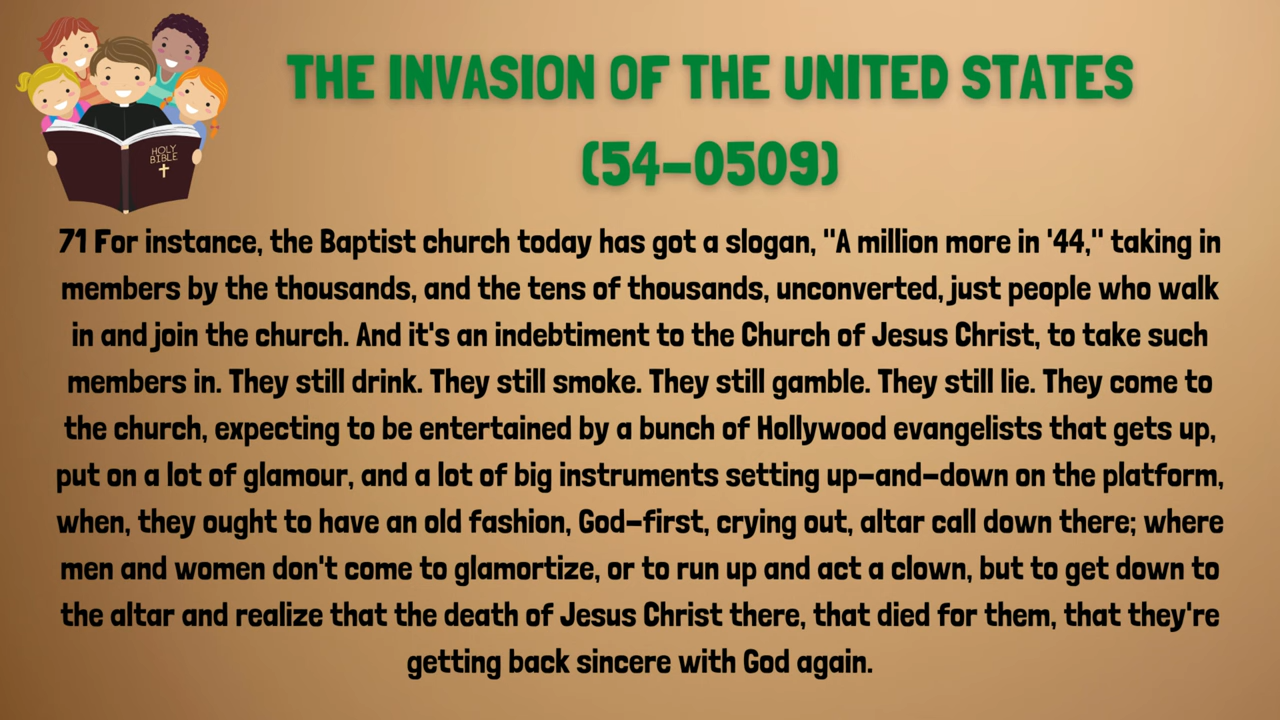 HOLY
BIBLE
THE INVASION OF THE UNITED STATES
(54-0509)
71 For instance, the Baptist church today has got a slogan, "A million more in '44," taking in
members by the thousands, and the tens of thousands, unconverted, just people who walk
in and join the church. And it's an indebtiment to the Church of Jesus Christ, to take such
members in. They still drink. They still smoke. They still gamble. They still lie. They come to
the church, expecting to be entertained by a bunch of Hollywood evangelists that gets up,
put on a lot of glamour, and a lot of big instruments setting up-and-down on the platform,
when, they ought to have an old fashion, God-first, crying out, altar call down there; where
men and women don't come to glamortize, or to run up and act a clown, but to get down to
the altar and realize that the death of Jesus Christ there, that died for them, that they're
getting back sincere with God again.